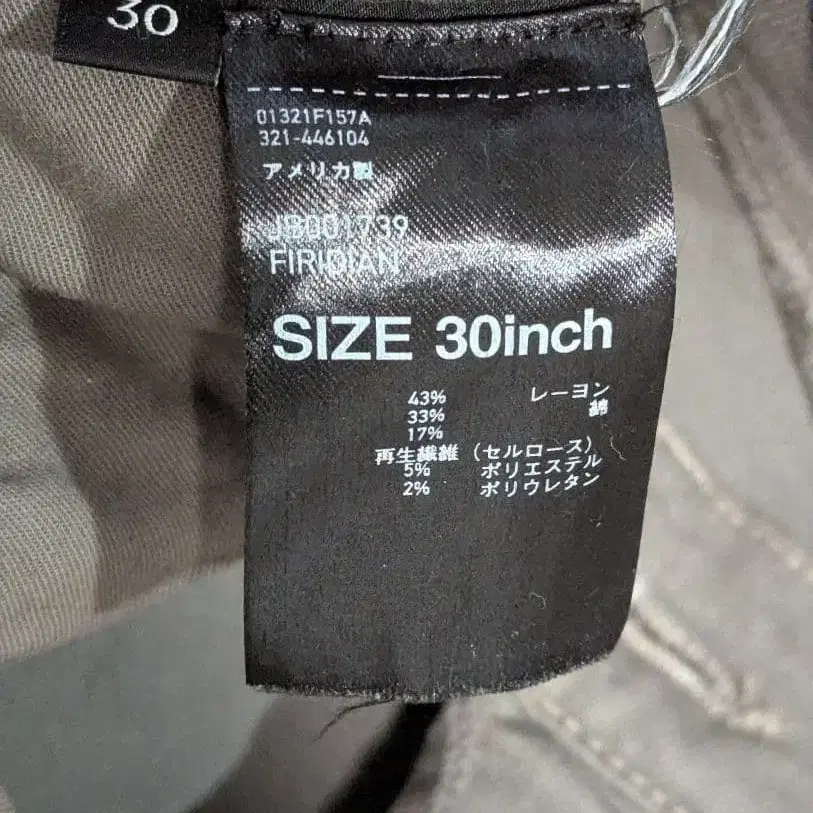 30
01321F157A
321-446104
アメリカ製
JB001739
FIRIDIAN
SIZE 30inch
43% レーヨン
33% 綿
17%
再生繊維 (セルロース)
5% ポリエステル
2% ポリウレタン